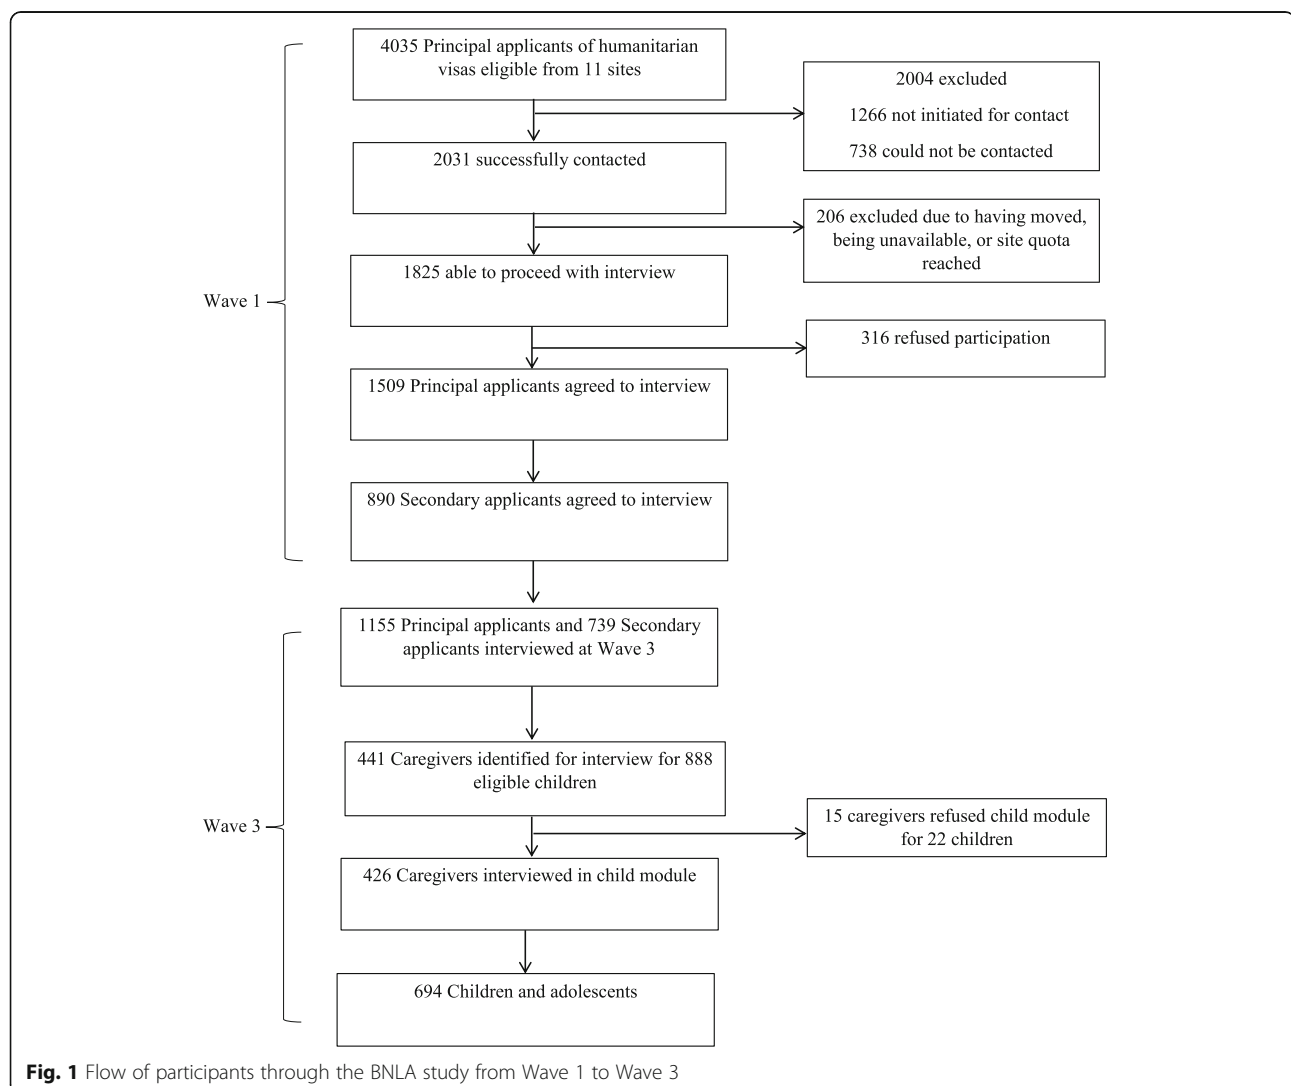 4035 Principal applicants of humanitarian
visas eligible from 11 sites
2004 excluded
1266 not initiated for contact
738 could not be contacted
2031 successfully contacted
206 excluded due to having moved,
being unavailable, or site quota
reached
1825 able to proceed with interview
Wave 1
316 refused participation
1509 Principal applicants agreed to interview
890 Secondary applicants agreed to interview
1155 Principal applicants and 739 Secondary
applicants interviewed at Wave 3
441 Caregivers identified for interview for 888
eligible children
Wave 3
15 caregivers refused child module
for 22 children
426 Caregivers interviewed in child module
694 Children and adolescents
Fig. 1 Flow of participants through the BNLA study from Wave 1 to Wave 3